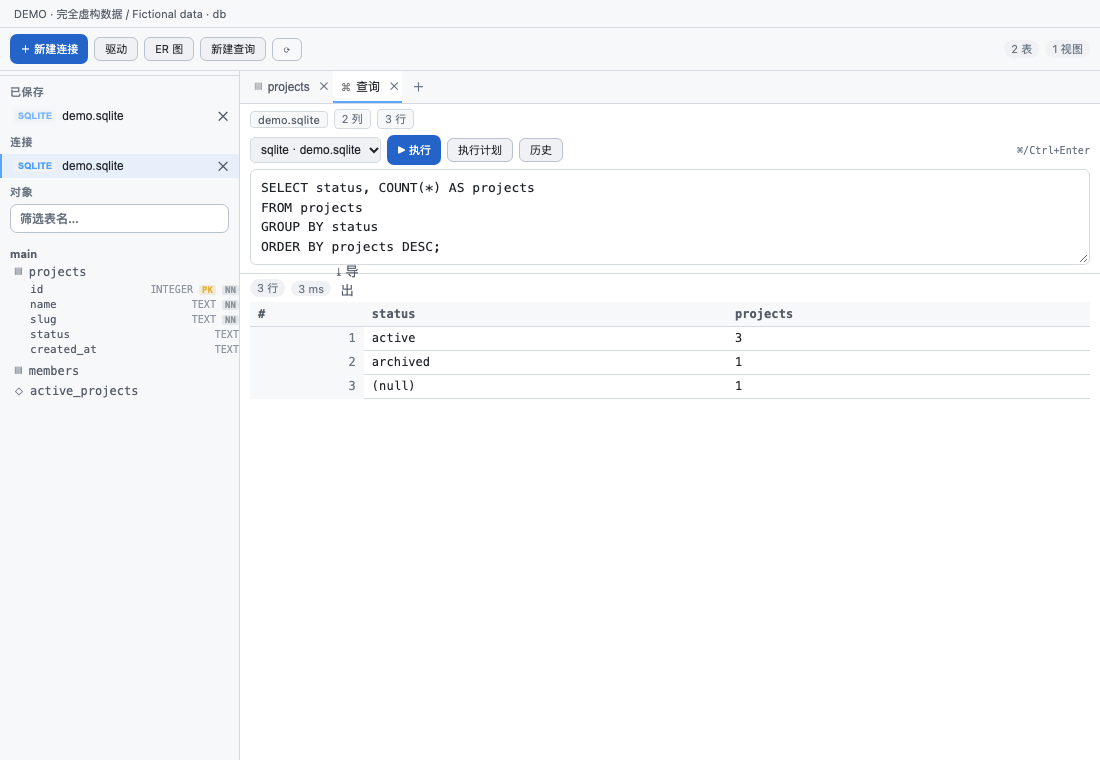 DEMO · 完全虚构数据 / Fictional data · db
+ 新建连接 驱动 ER 图 新建查询 2 表 1 视图
已保存
SQLITE demo.sqlite
连接
SQLITE demo.sqlite
对象
筛选表名...
main
projects
id INTEGER PK NN
name TEXT NN
slug TEXT NN
status TEXT
created_at TEXT
members
active_projects
projects 查询
demo.sqlite 2 列 3 行
sqlite · demo.sqlite 执行 执行计划 历史 ⌘/Ctrl+Enter
SELECT status, COUNT(*) AS projects
FROM projects
GROUP BY status
ORDER BY projects DESC;
3 行 3 ms ↓导
出
# status projects
1 active 3
2 archived 1
3 (null) 1